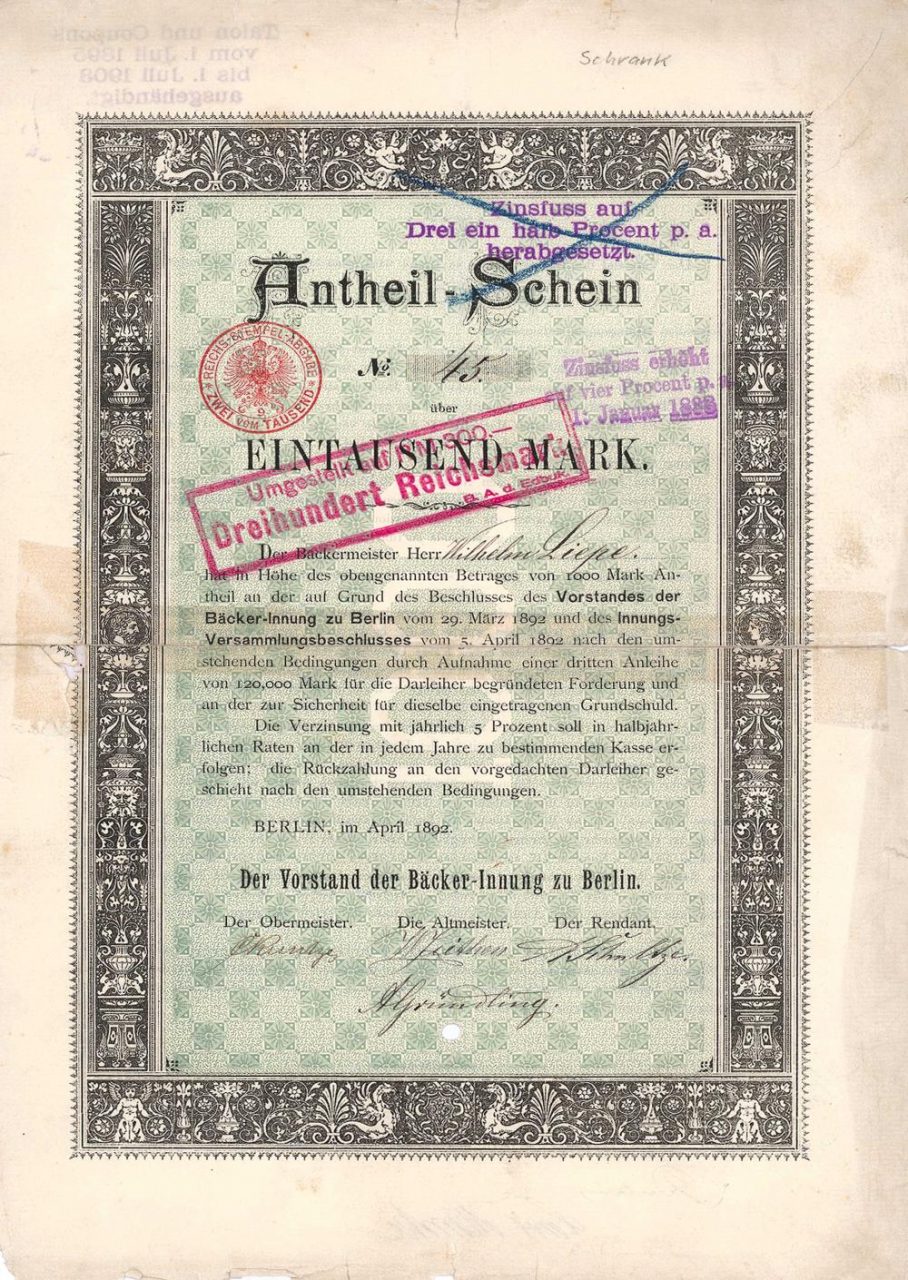 Talon und Coupons
vom 1. Juli 1895
bis 1. Juli 1908
ausgehändigt.
Schrank
Zinsfuss auf
Drei ein halb Procent p. a.
herabgesetzt.
Antheil-Schein
REICHS-STEMPEL-ABGABE
ZWEI VOM TAUSEND
No. 45.
Zinsfuss erhöht
auf vier Procent p. a.
1. Januar
über
EINTAUSEND MARK.
Umgestellt auf 300.—
Dreihundert Reichsmark
B. A. d.
Der Bäckermeister Herr Wilhelm Liepe.
hat in Höhe des obengenannten Betrages von 1000 Mark An-
theil an der auf Grund des Beschlusses des Vorstandes der
Bäcker-Innung zu Berlin vom 29. März 1892 und des Innungs-
Versammlungsbeschlusses vom 5. April 1892 nach den um-
stehenden Bedingungen durch Aufnahme einer dritten Anleihe
von 120,000 Mark für die Darleiher begründeten Forderung und
an der zur Sicherheit für dieselbe eingetragenen Grundschuld.
Die Verzinsung mit jährlich 5 Prozent soll in halbjähr-
lichen Raten an der in jedem Jahre zu bestimmenden Kasse er-
folgen; die Rückzahlung an den vorgedachten Darleiher ge-
schieht nach den umstehenden Bedingungen.
BERLIN, im April 1892.
Der Vorstand der Bäcker-Innung zu Berlin.
Der Obermeister. Die Altmeister. Der Rendant.
AGründling.